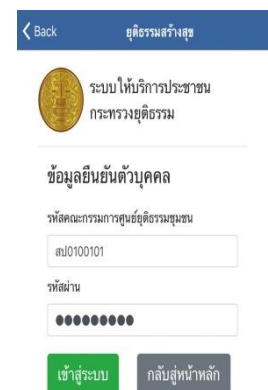 Back
ยุติธรรมสร้างสุข
ระบบให้บริการประชาชน
กระทรวงยุติธรรม
ข้อมูลยืนยันตัวบุคคล
รหัสคณะกรรมการศูนย์ยุติธรรมชุมชน
สป0100101
รหัสผ่าน
เข้าสู่ระบบ
กลับสู่หน้าหลัก